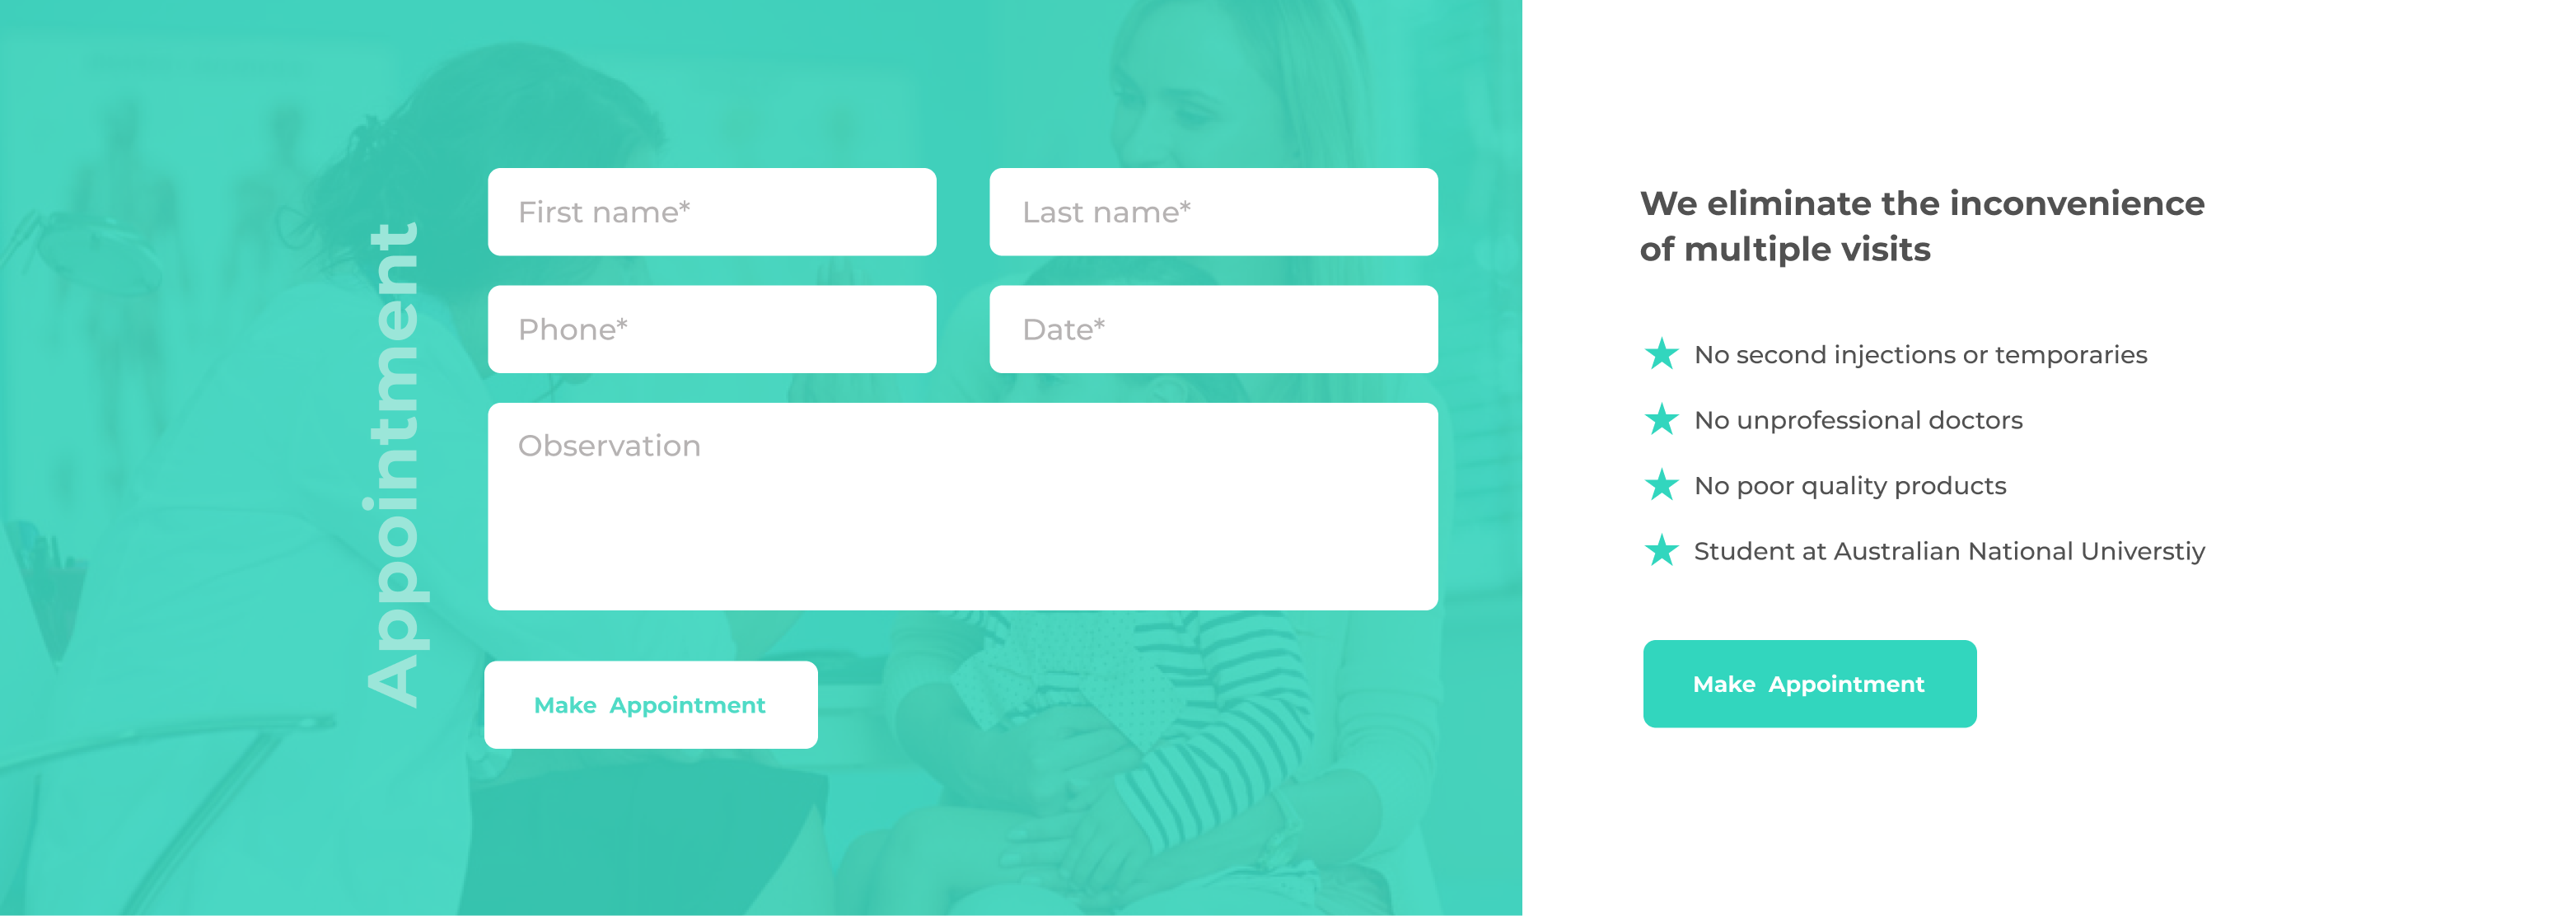 Appointment
First name*
Last name*
Phone*
Date*
Observation
Make Appointment
We eliminate the inconvenience
of multiple visits
No second injections or temporaries
No unprofessional doctors
No poor quality products
Student at Australian National Universtiy
Make Appointment